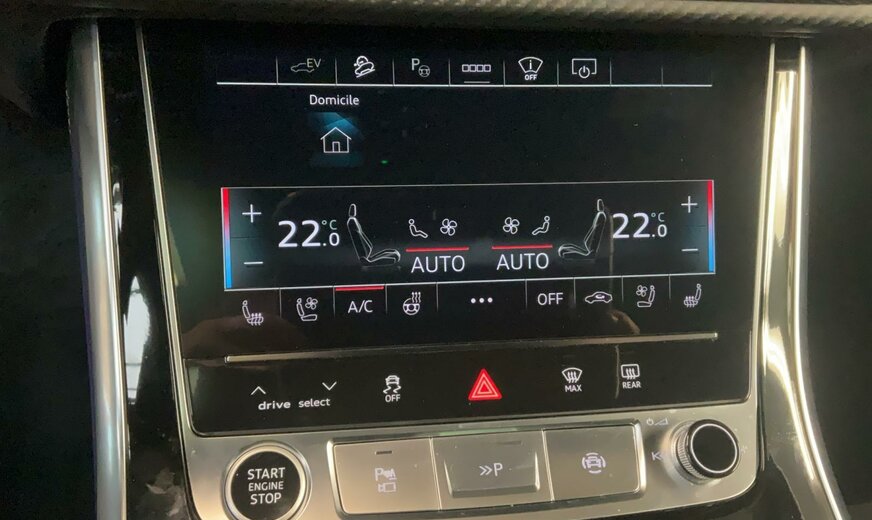 EV P OFF
Domicile
+ 22.0 °C 22.0 °C +
− AUTO AUTO −
A/C ••• OFF
drive select OFF MAX REAR
START
ENGINE
STOP
P >>P